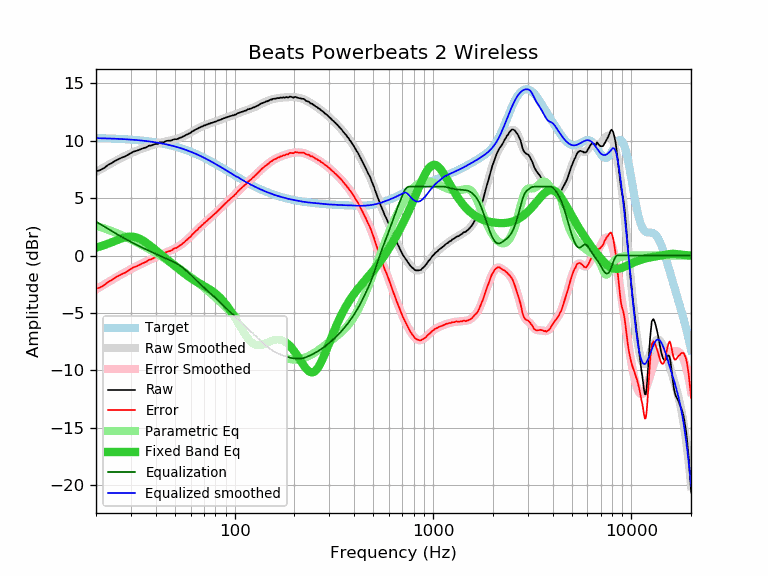 Beats Powerbeats 2 Wireless
15
10
5
0
−5
−10
−15
−20
Amplitude (dBr)
Target
Raw Smoothed
Error Smoothed
Raw
Error
Parametric Eq
Fixed Band Eq
Equalization
Equalized smoothed
100 1000 10000
Frequency (Hz)